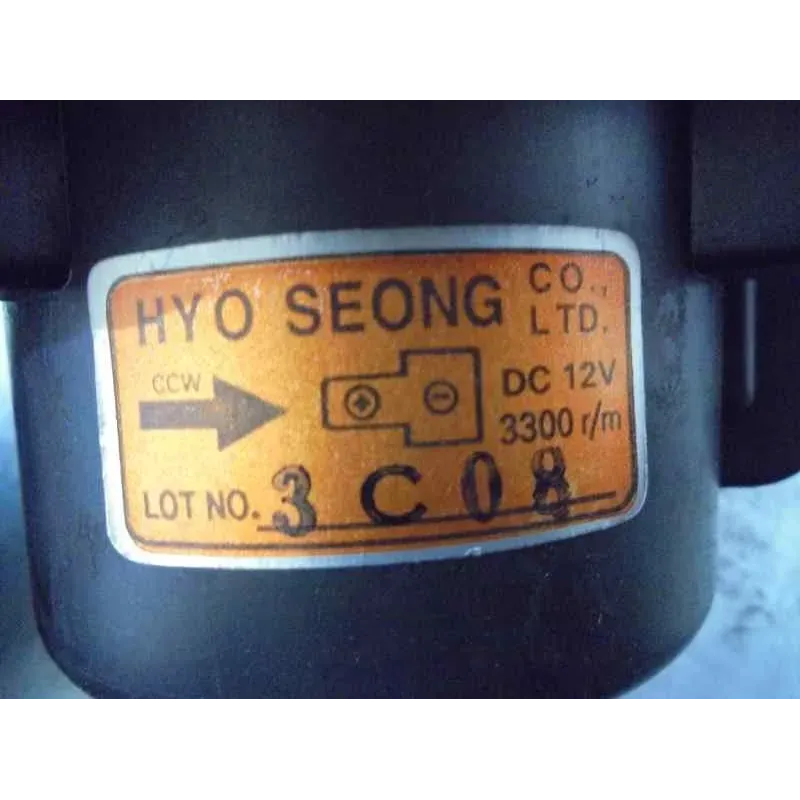 HYO SEONG CO., LTD.
CCW
⊕ ⊖
DC 12V
3300 r/m
LOT NO. 3 C 08